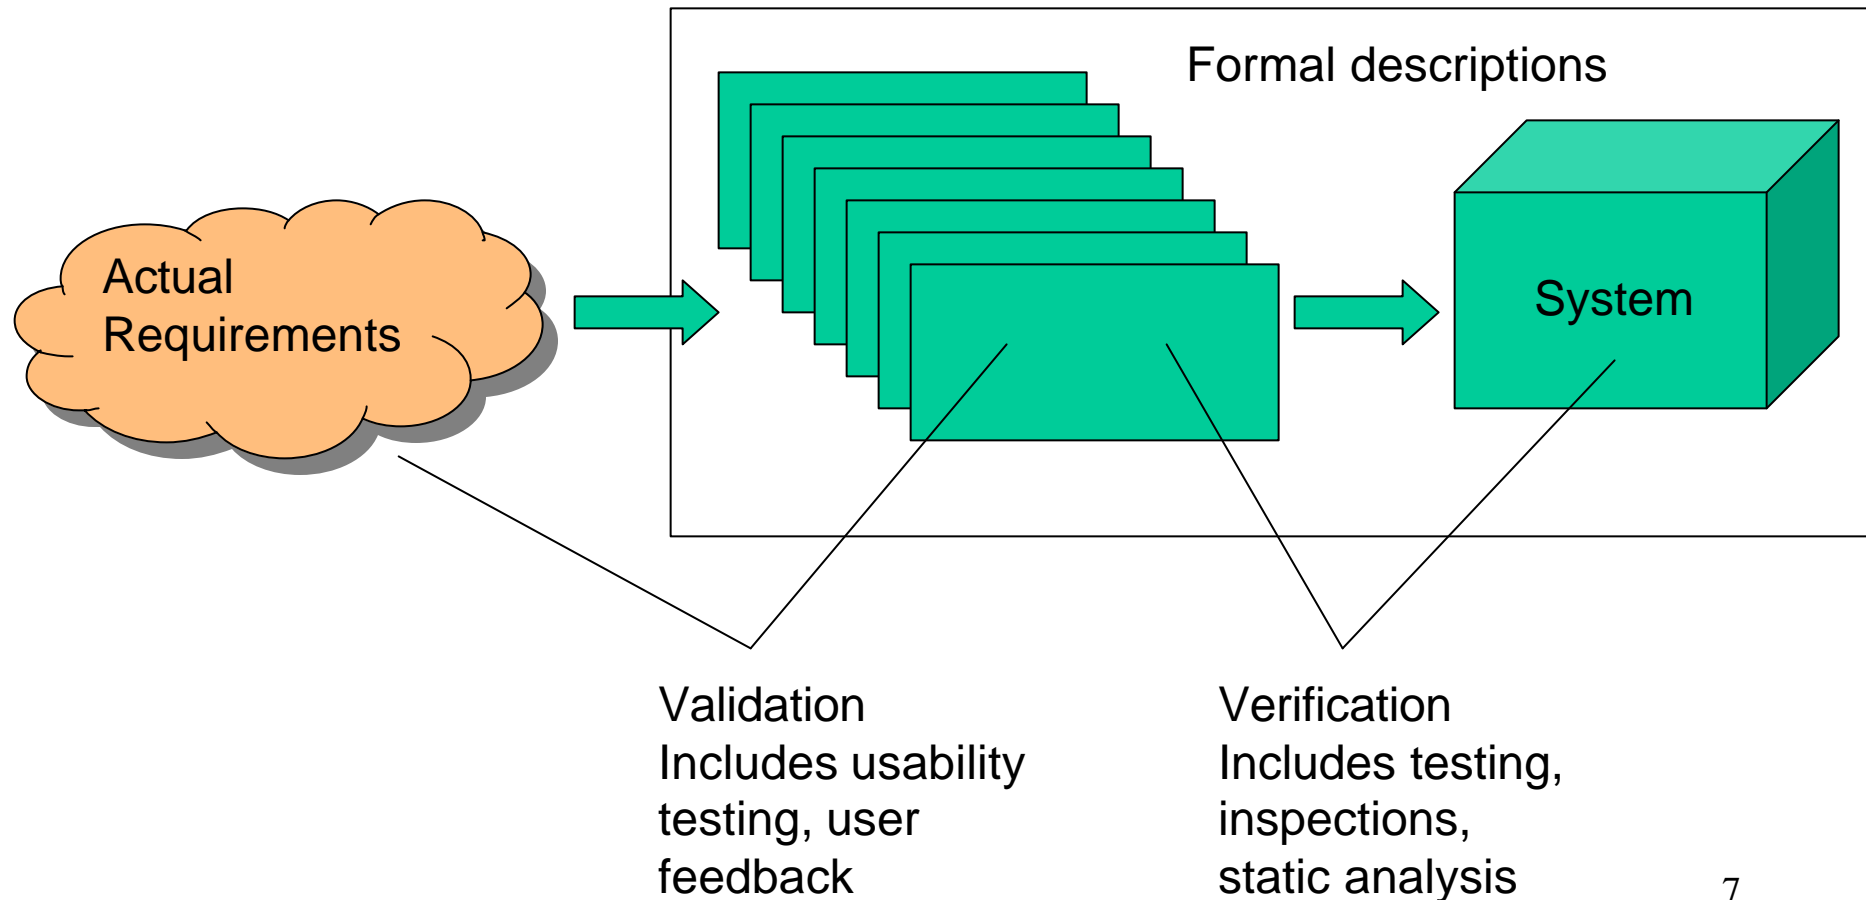 Formal descriptions
Actual
Requirements
System
Validation
Includes usability
testing, user
feedback
Verification
Includes testing,
inspections,
static analysis
7